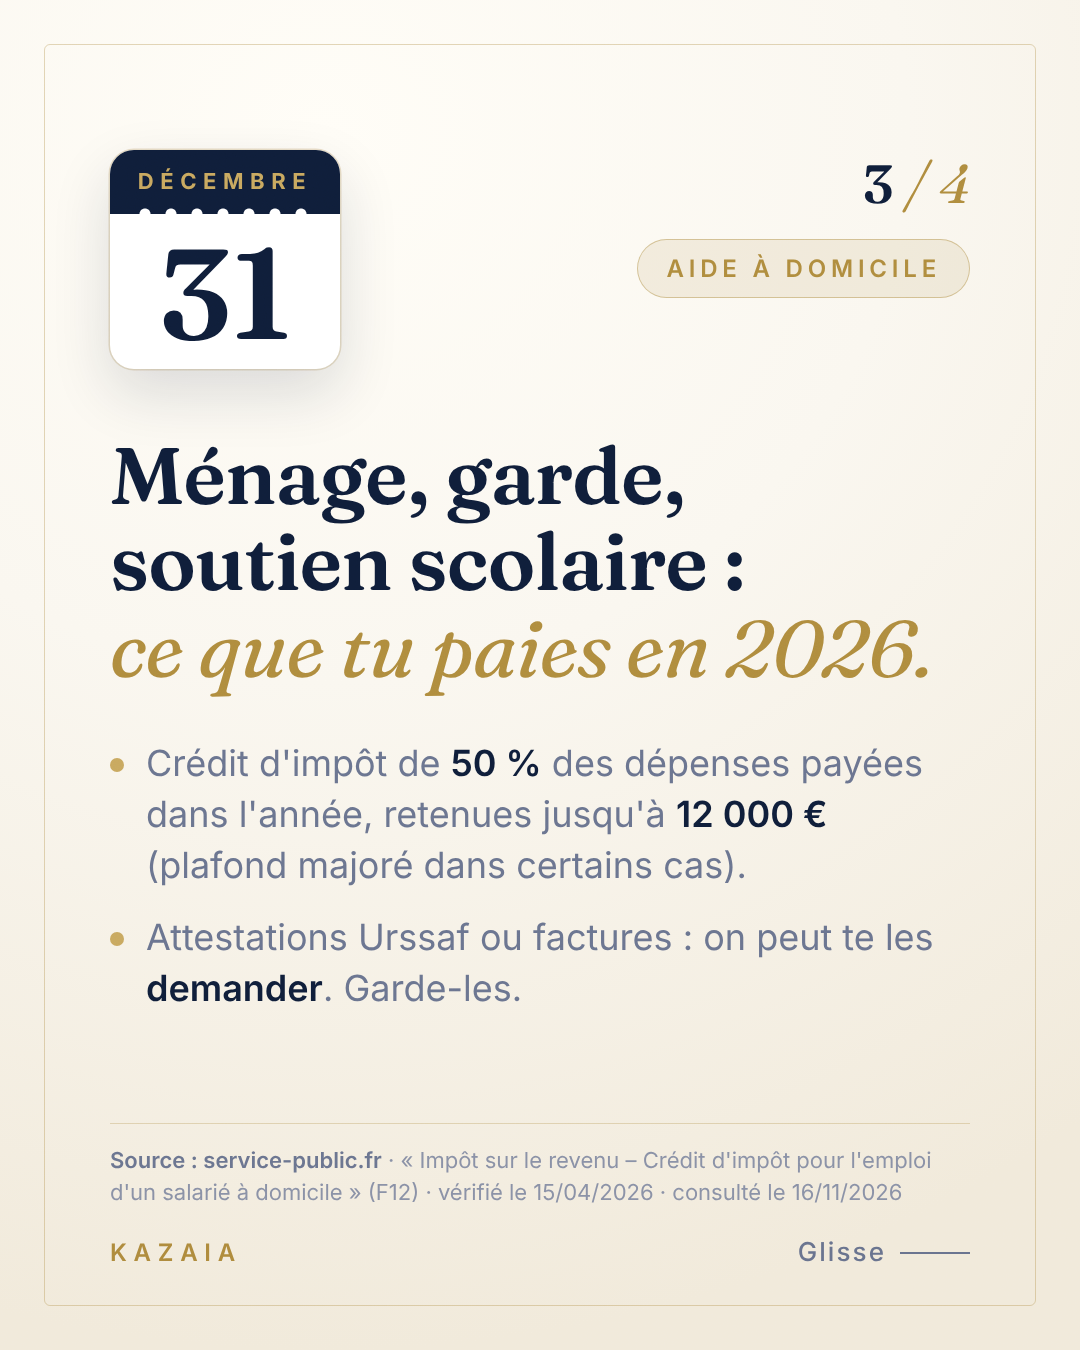 DÉCEMBRE
31
3 / 4
AIDE À DOMICILE
Ménage, garde,
soutien scolaire :
ce que tu paies en 2026.
Crédit d'impôt de 50 % des dépenses payées
dans l'année, retenues jusqu'à 12 000 €
(plafond majoré dans certains cas).
Attestations Urssaf ou factures : on peut te les
demander. Garde-les.
Source : service-public.fr · « Impôt sur le revenu – Crédit d'impôt pour l'emploi
d'un salarié à domicile » (F12) · vérifié le 15/04/2026 · consulté le 16/11/2026
KAZAIA
Glisse